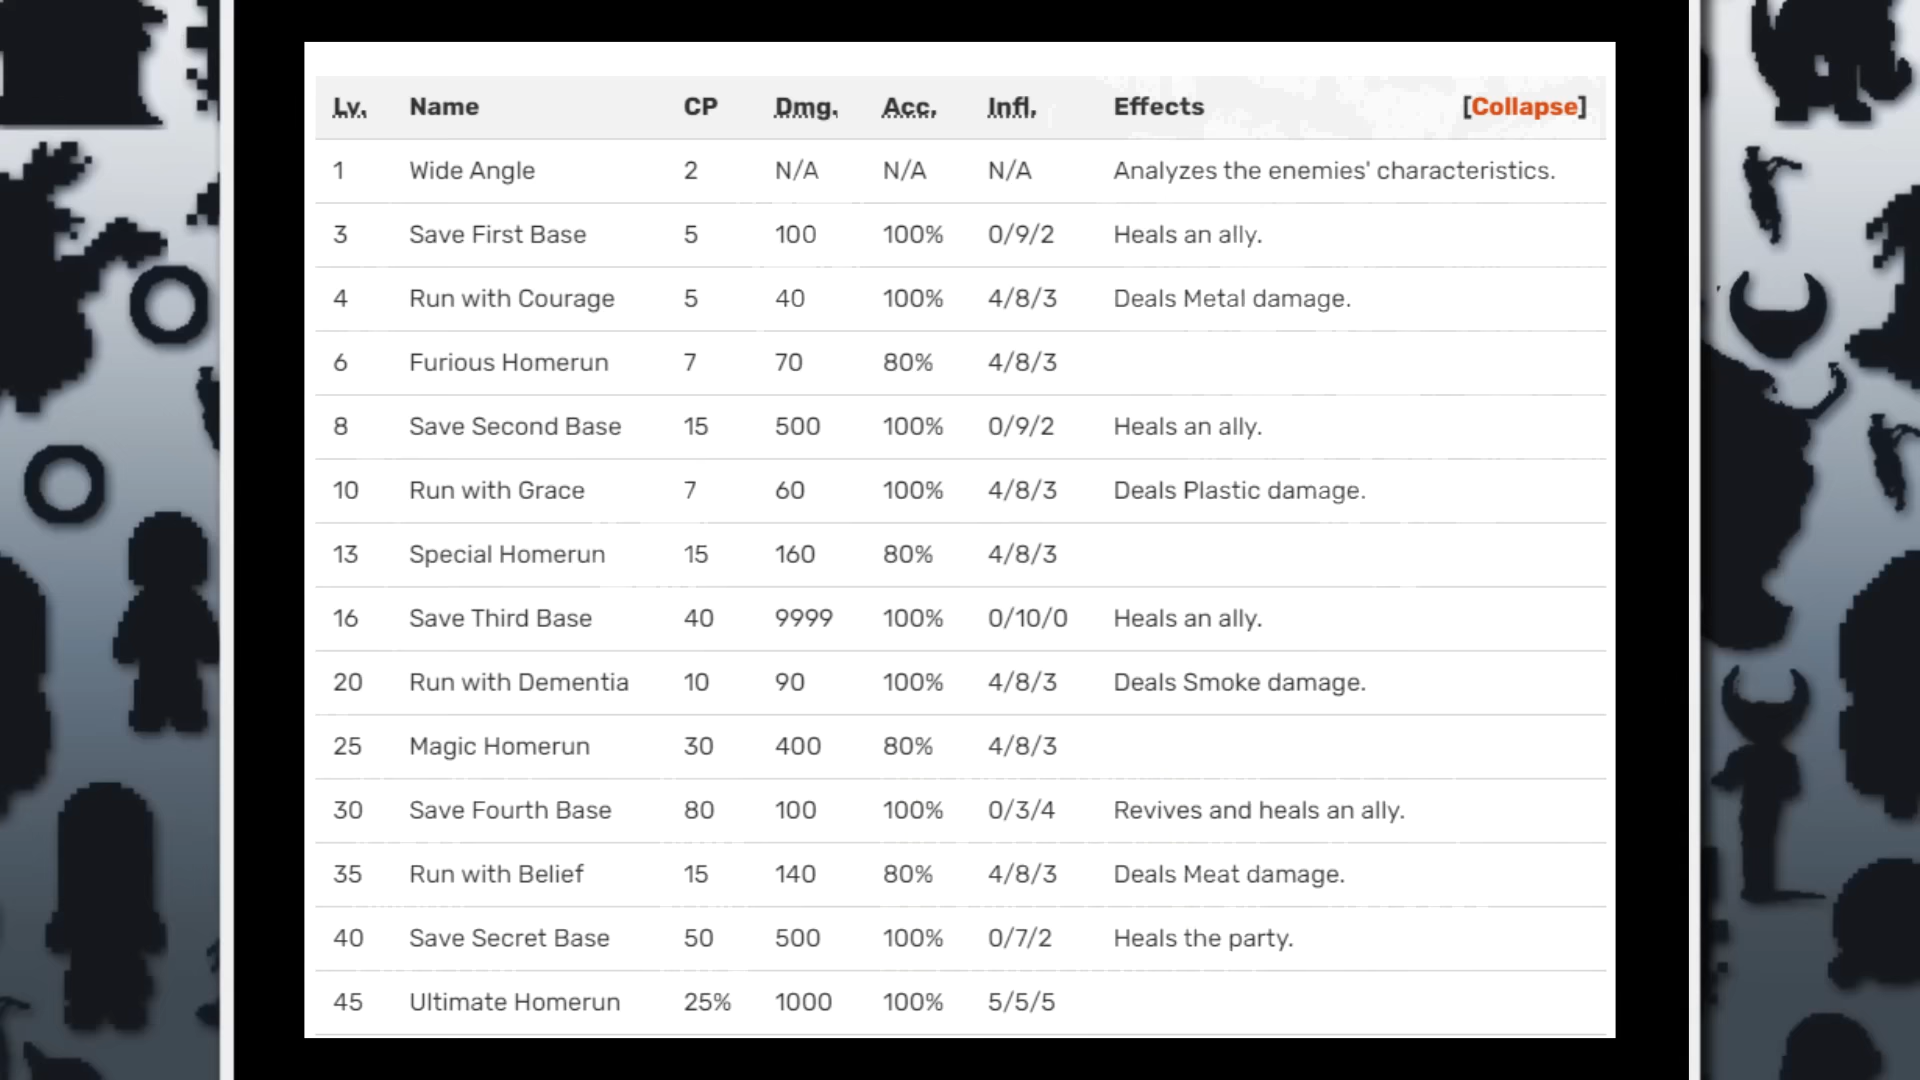 Lv. Name CP Dmg. Acc. Infl. Effects [Collapse]
1 Wide Angle 2 N/A N/A N/A Analyzes the enemies' characteristics.
3 Save First Base 5 100 100% 0/9/2 Heals an ally.
4 Run with Courage 5 40 100% 4/8/3 Deals Metal damage.
6 Furious Homerun 7 70 80% 4/8/3
8 Save Second Base 15 500 100% 0/9/2 Heals an ally.
10 Run with Grace 7 60 100% 4/8/3 Deals Plastic damage.
13 Special Homerun 15 160 80% 4/8/3
16 Save Third Base 40 9999 100% 0/10/0 Heals an ally.
20 Run with Dementia 10 90 100% 4/8/3 Deals Smoke damage.
25 Magic Homerun 30 400 80% 4/8/3
30 Save Fourth Base 80 100 100% 0/3/4 Revives and heals an ally.
35 Run with Belief 15 140 80% 4/8/3 Deals Meat damage.
40 Save Secret Base 50 500 100% 0/7/2 Heals the party.
45 Ultimate Homerun 25% 1000 100% 5/5/5